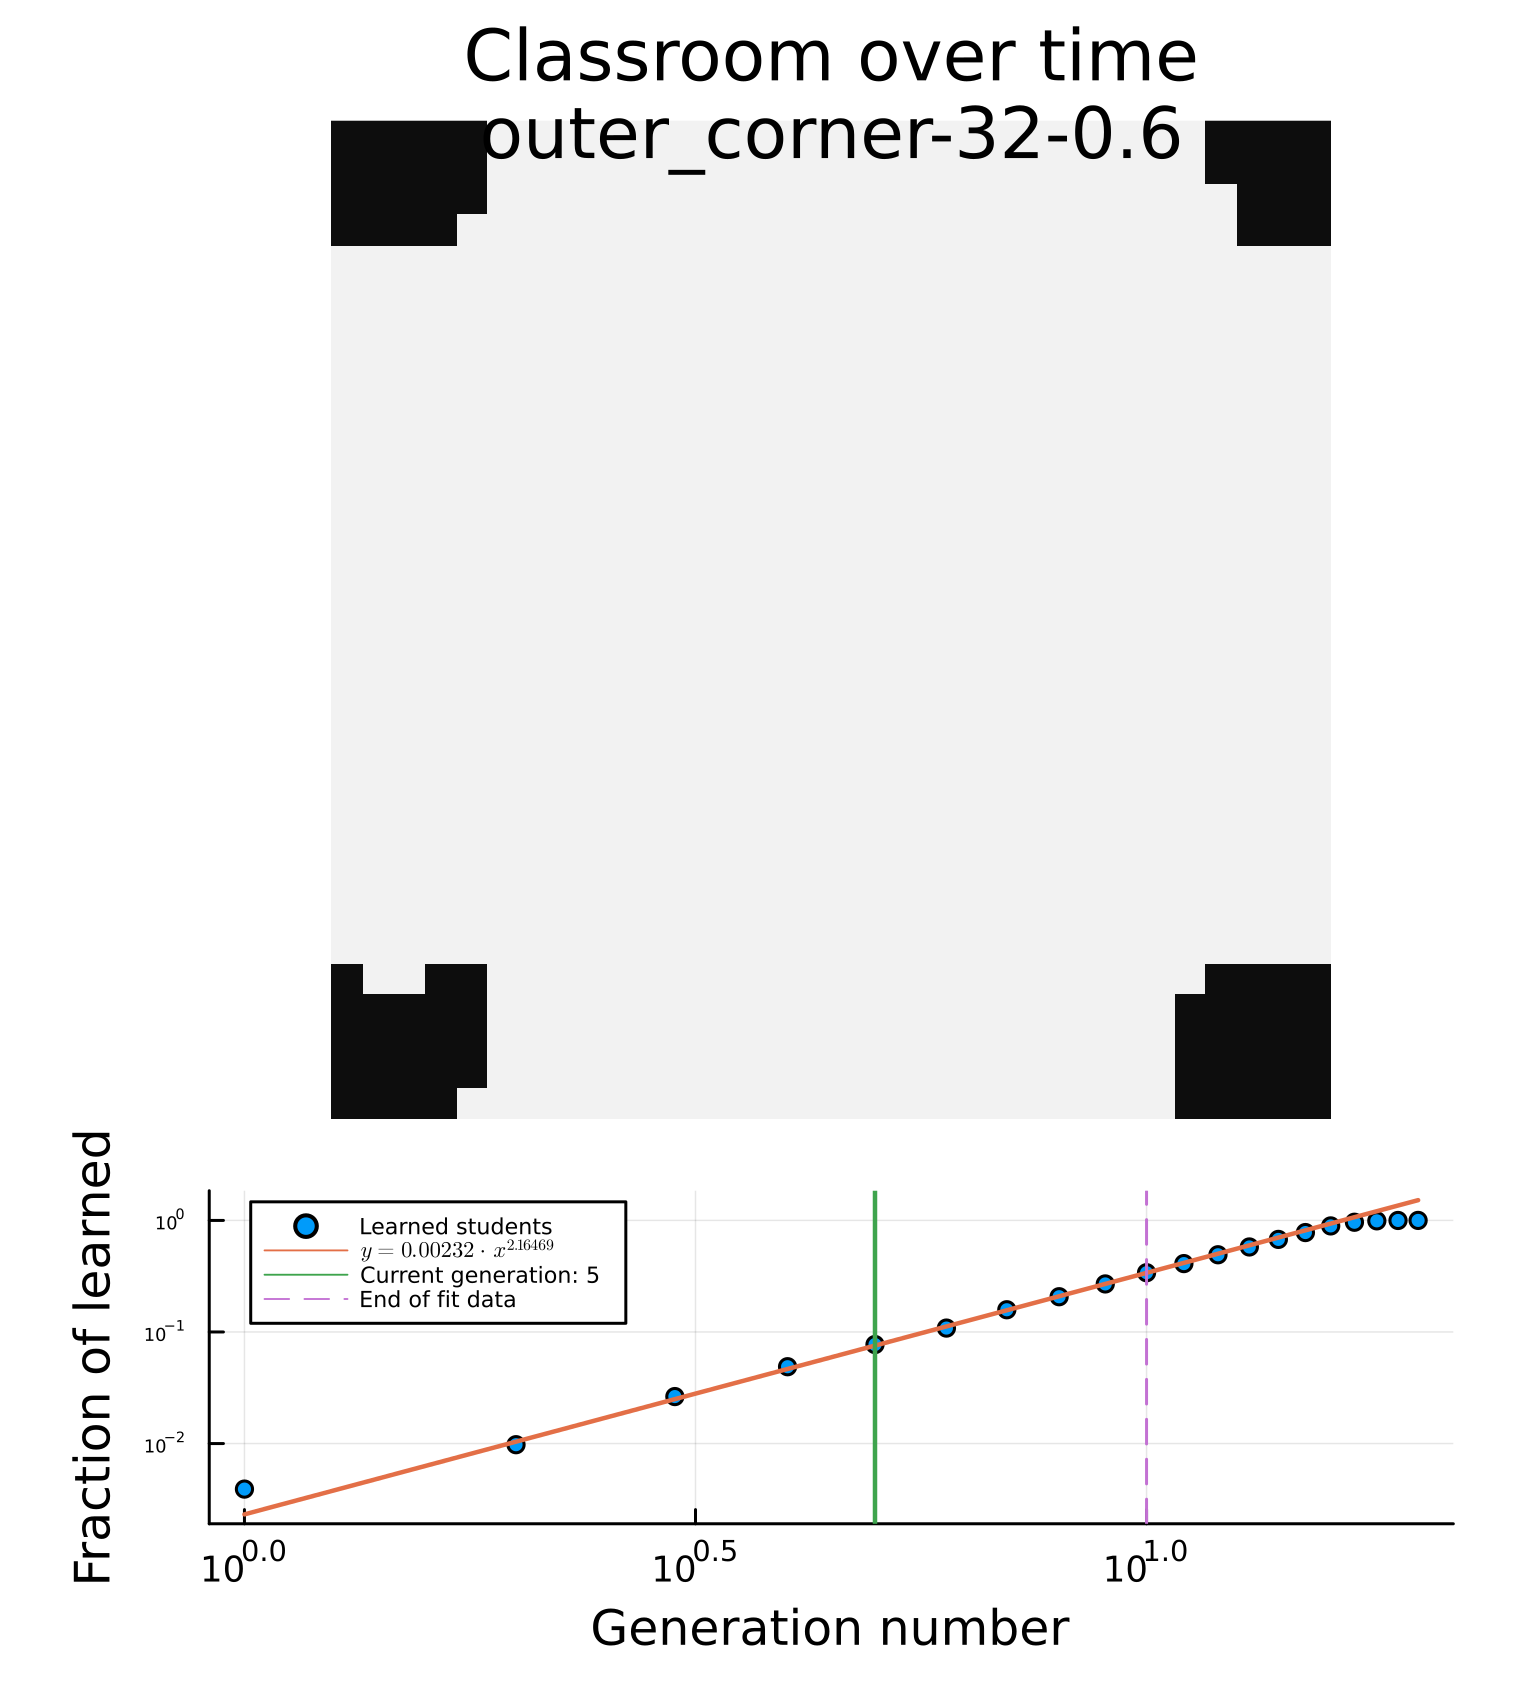 Classroom over time
outer_corner-32-0.6
Fraction of learned
10^0
10^-1
10^-2
Learned students
y = 0.00232 · x^2.16469
Current generation: 5
End of fit data
10^0.0 10^0.5 10^1.0
Generation number